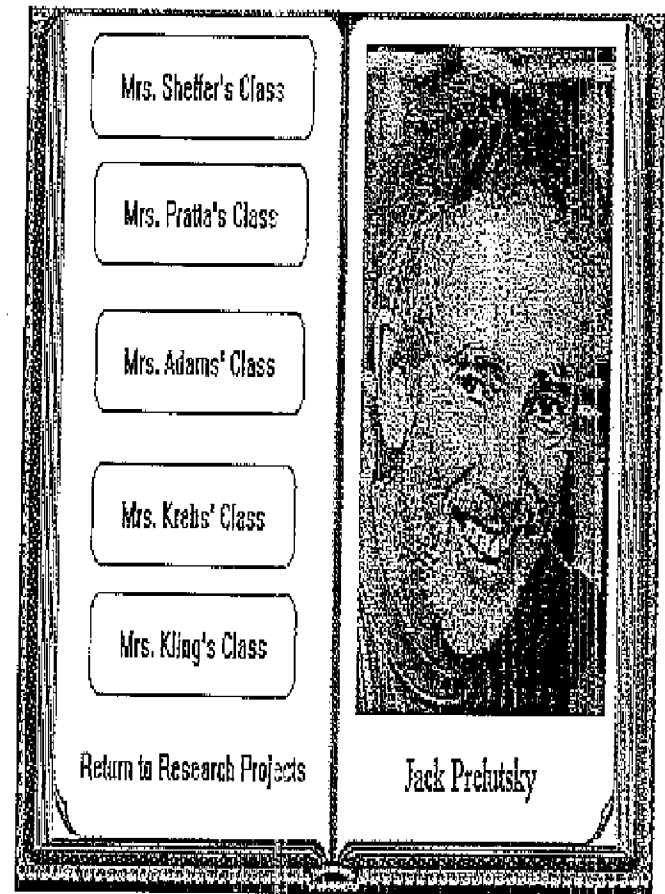 Mrs. Sheffer's Class
Mrs. Pratta's Class
Mrs. Adams' Class
Mrs. Krebs' Class
Mrs. Kling's Class
Return to Research Projects
Jack Prelutsky